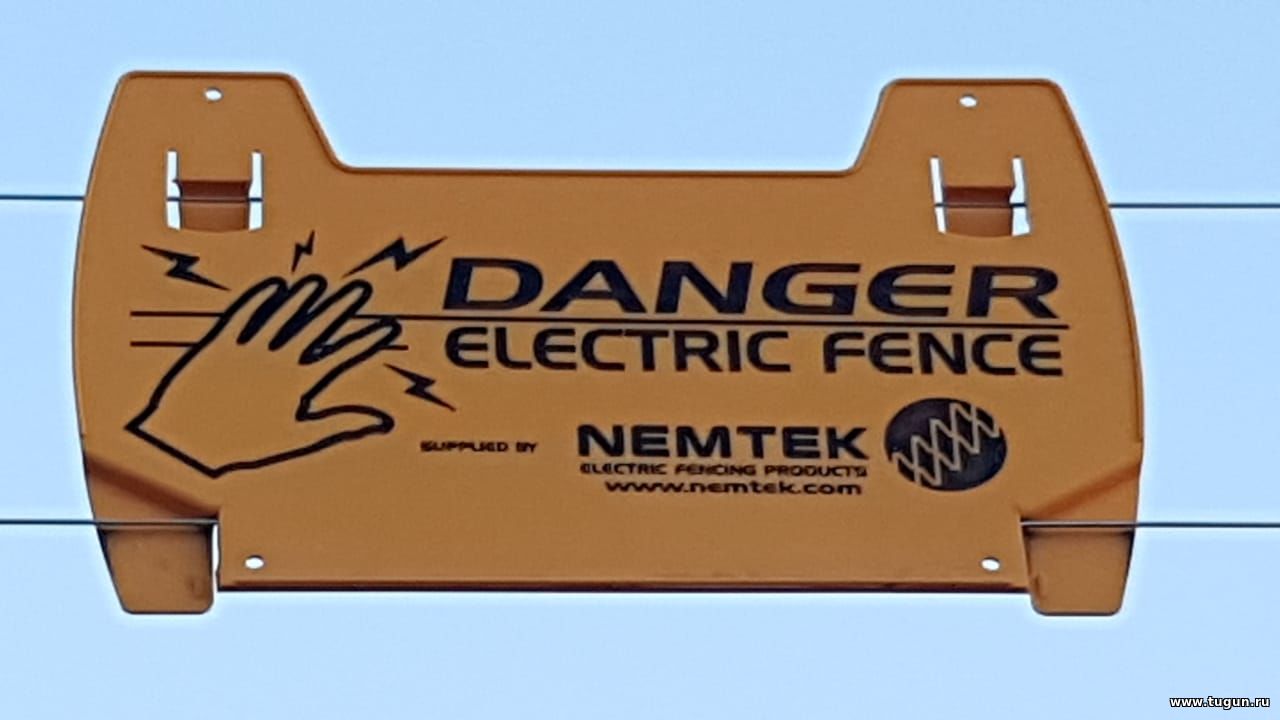 DANGER
ELECTRIC FENCE
SUPPLIED BY
NEMTEK
ELECTRIC FENCING PRODUCTS
www.nemtek.com
www.tugun.ru